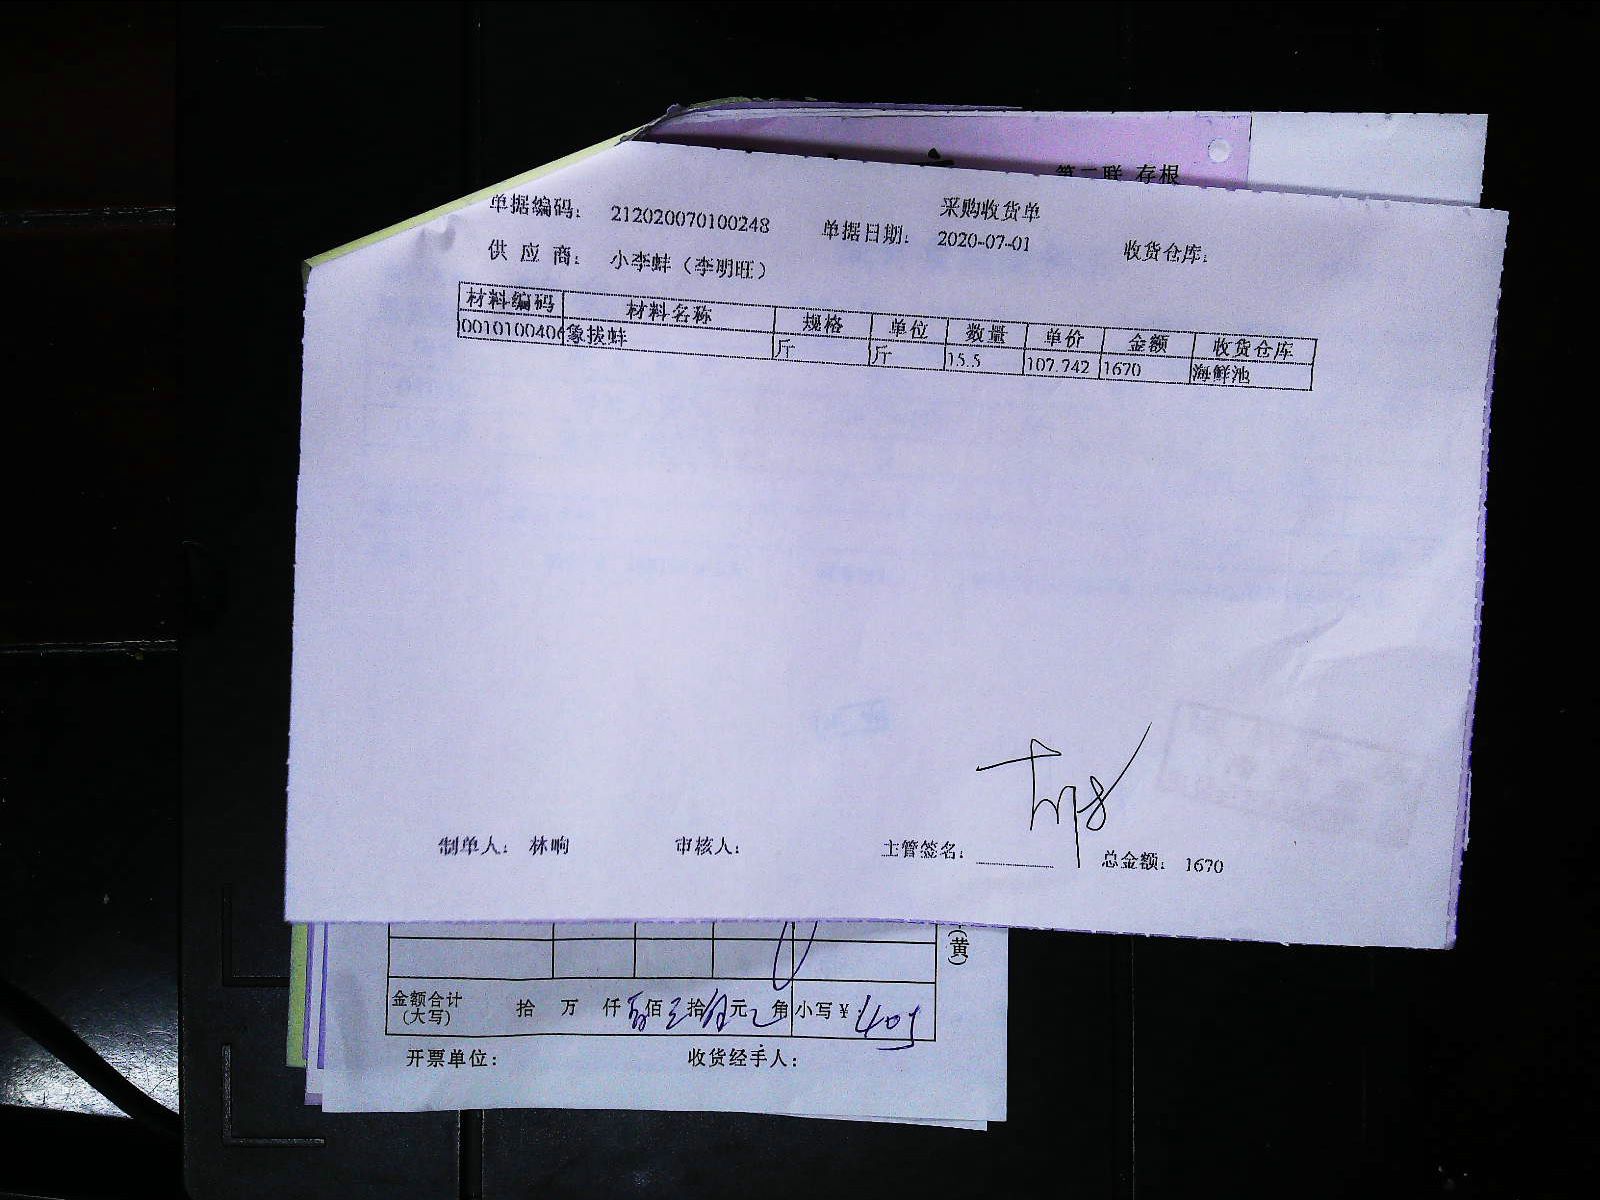 第二联 存根
采购收货单
单据编码： 212020070100248 单据日期： 2020-07-01 收货仓库：
供 应 商： 小李蚌（李明旺）
材料编码 材料名称 规格 单位 数量 单价 金额 收货仓库
0010100406 象拔蚌 斤 斤 15.5 107.742 1670 海鲜池
制单人： 林响 审核人： 主管签名： 总金额： 1670
(黄)
金额合计(大写) 拾 万 仟 佰 拾 元 角 小写￥ 405
开票单位： 收货经手人：